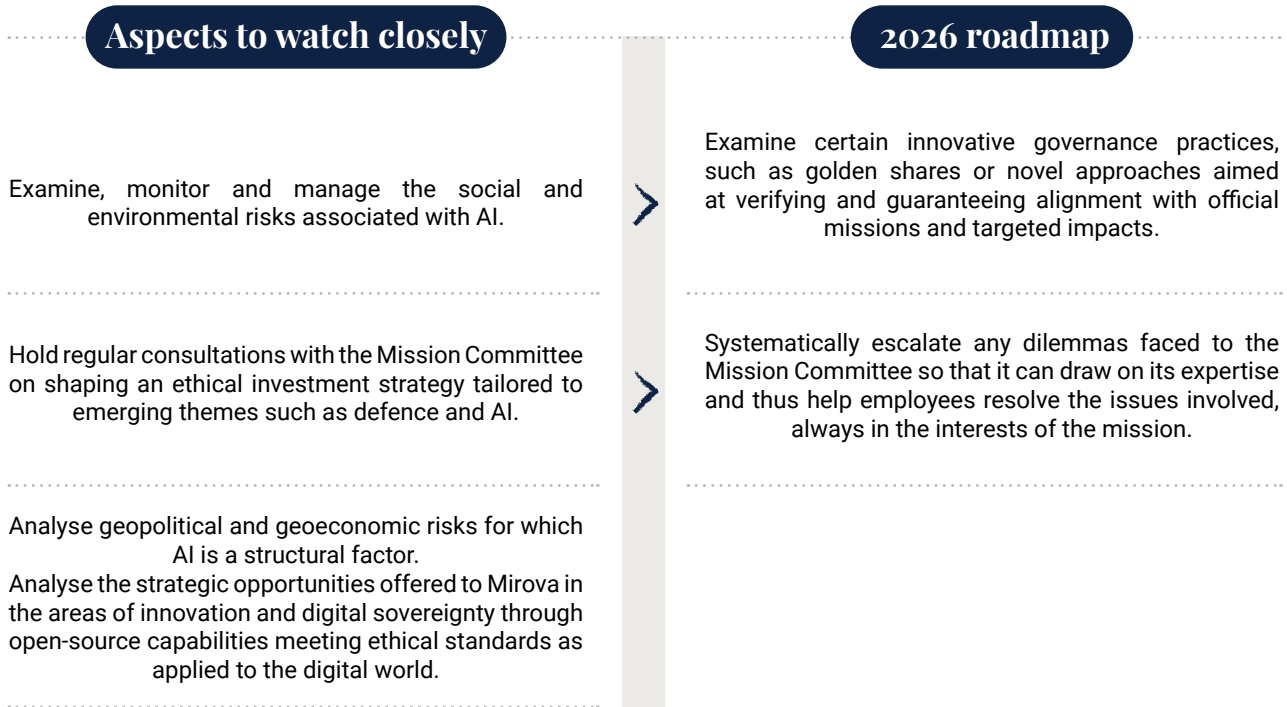 Aspects to watch closely
2026 roadmap
Examine, monitor and manage the social and
environmental risks associated with AI.
Examine certain innovative governance practices,
such as golden shares or novel approaches aimed
at verifying and guaranteeing alignment with official
missions and targeted impacts.
Hold regular consultations with the Mission Committee
on shaping an ethical investment strategy tailored to
emerging themes such as defence and AI.
Systematically escalate any dilemmas faced to the
Mission Committee so that it can draw on its expertise
and thus help employees resolve the issues involved,
always in the interests of the mission.
Analyse geopolitical and geoeconomic risks for which
AI is a structural factor.
Analyse the strategic opportunities offered to Mirova in
the areas of innovation and digital sovereignty through
open-source capabilities meeting ethical standards as
applied to the digital world.